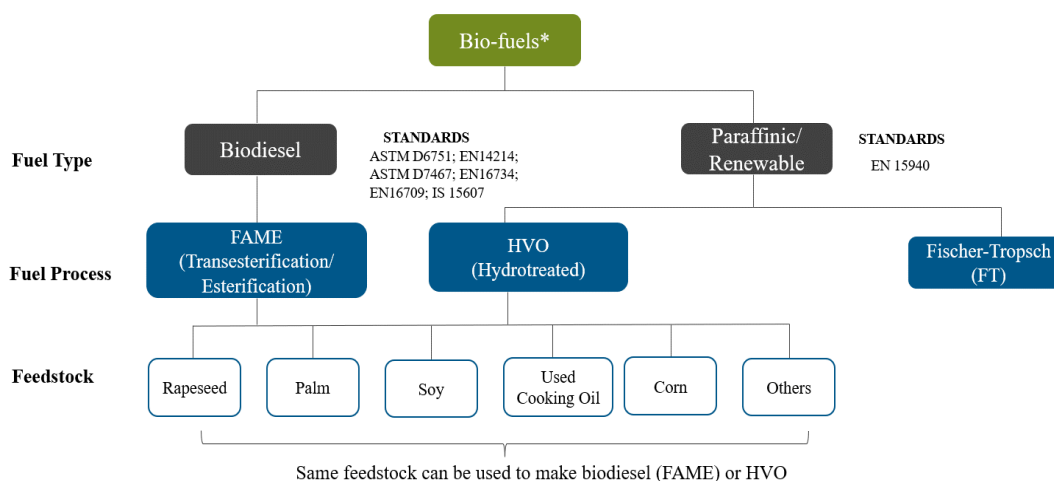 Bio-fuels*
Fuel Type
Biodiesel
STANDARDS
ASTM D6751; EN14214;
ASTM D7467; EN16734;
EN16709; IS 15607
Paraffinic/
Renewable
STANDARDS
EN 15940
Fuel Process
FAME
(Transesterification/
Esterification)
HVO
(Hydrotreated)
Fischer-Tropsch
(FT)
Feedstock
Rapeseed
Palm
Soy
Used
Cooking Oil
Corn
Others
Same feedstock can be used to make biodiesel (FAME) or HVO